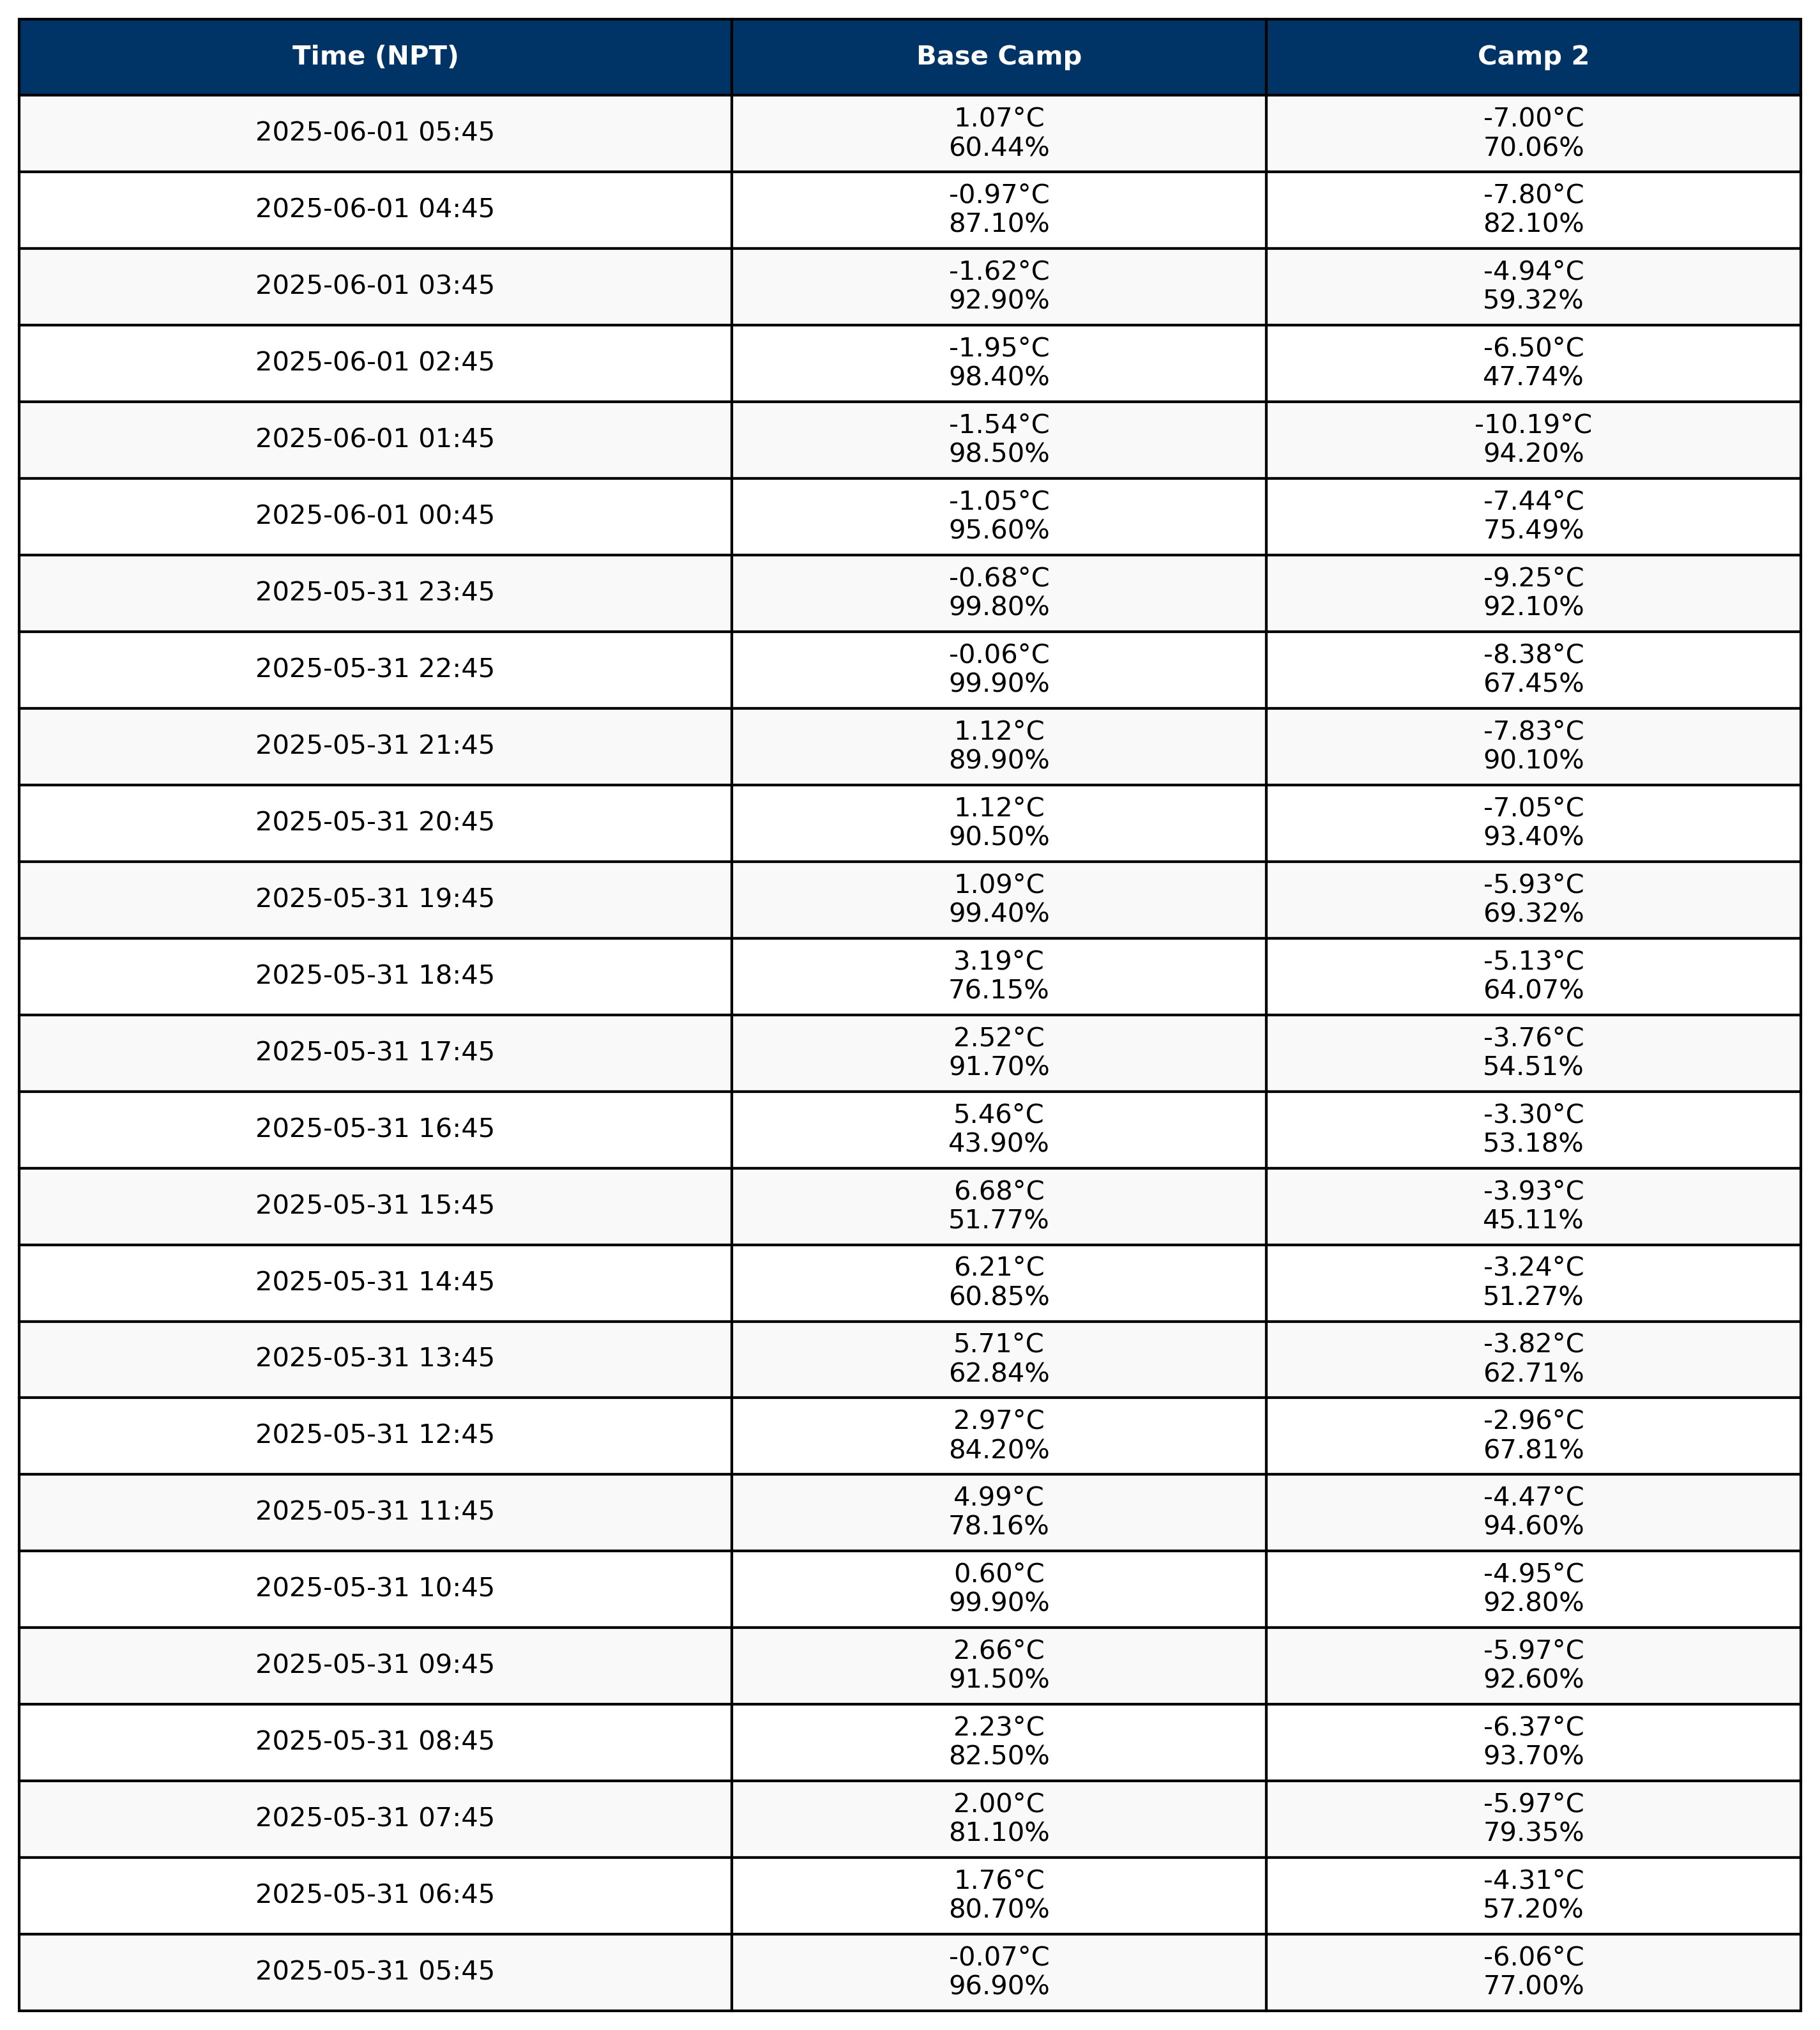 Time (NPT) Base Camp Camp 2
2025-06-01 05:45 1.07°C -7.00°C
60.44% 70.06%
2025-06-01 04:45 -0.97°C -7.80°C
87.10% 82.10%
2025-06-01 03:45 -1.62°C -4.94°C
92.90% 59.32%
2025-06-01 02:45 -1.95°C -6.50°C
98.40% 47.74%
2025-06-01 01:45 -1.54°C -10.19°C
98.50% 94.20%
2025-06-01 00:45 -1.05°C -7.44°C
95.60% 75.49%
2025-05-31 23:45 -0.68°C -9.25°C
99.80% 92.10%
2025-05-31 22:45 -0.06°C -8.38°C
99.90% 67.45%
2025-05-31 21:45 1.12°C -7.83°C
89.90% 90.10%
2025-05-31 20:45 1.12°C -7.05°C
90.50% 93.40%
2025-05-31 19:45 1.09°C -5.93°C
99.40% 69.32%
2025-05-31 18:45 3.19°C -5.13°C
76.15% 64.07%
2025-05-31 17:45 2.52°C -3.76°C
91.70% 54.51%
2025-05-31 16:45 5.46°C -3.30°C
43.90% 53.18%
2025-05-31 15:45 6.68°C -3.93°C
51.77% 45.11%
2025-05-31 14:45 6.21°C -3.24°C
60.85% 51.27%
2025-05-31 13:45 5.71°C -3.82°C
62.84% 62.71%
2025-05-31 12:45 2.97°C -2.96°C
84.20% 67.81%
2025-05-31 11:45 4.99°C -4.47°C
78.16% 94.60%
2025-05-31 10:45 0.60°C -4.95°C
99.90% 92.80%
2025-05-31 09:45 2.66°C -5.97°C
91.50% 92.60%
2025-05-31 08:45 2.23°C -6.37°C
82.50% 93.70%
2025-05-31 07:45 2.00°C -5.97°C
81.10% 79.35%
2025-05-31 06:45 1.76°C -4.31°C
80.70% 57.20%
2025-05-31 05:45 -0.07°C -6.06°C
96.90% 77.00%